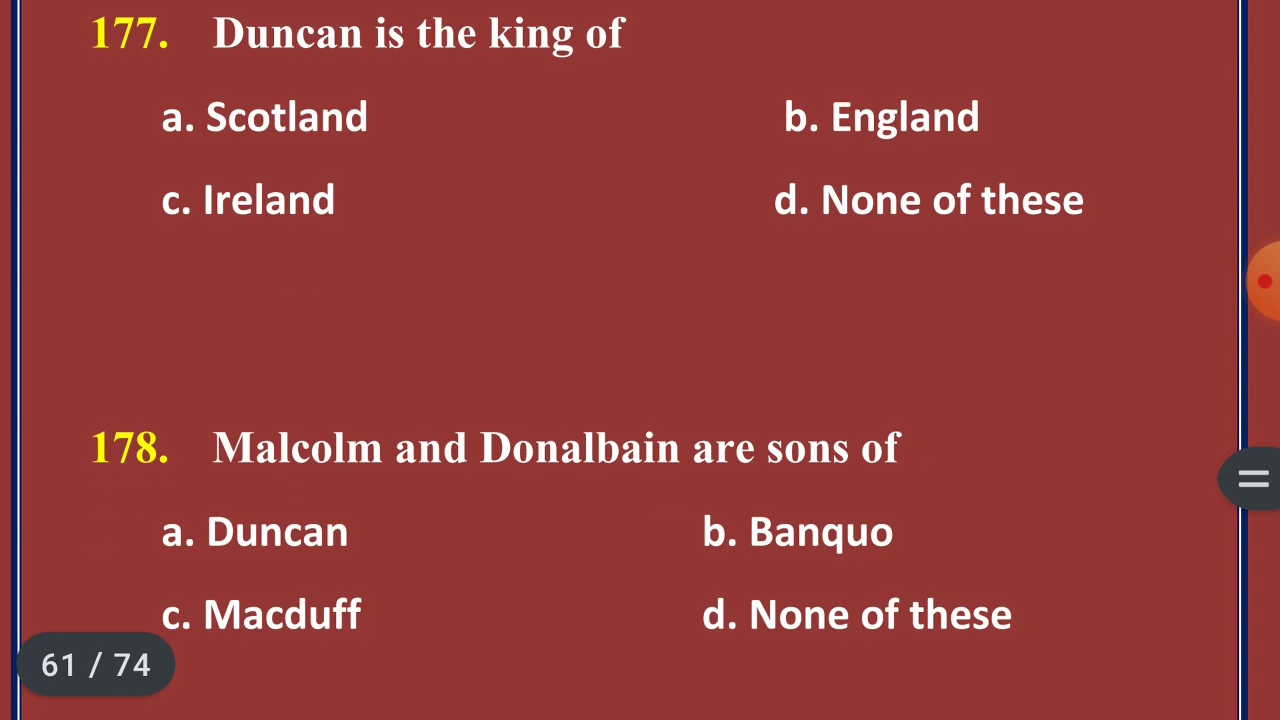 177. Duncan is the king of
a. Scotland b. England
c. Ireland d. None of these
178. Malcolm and Donalbain are sons of
a. Duncan b. Banquo
c. Macduff d. None of these
61 / 74